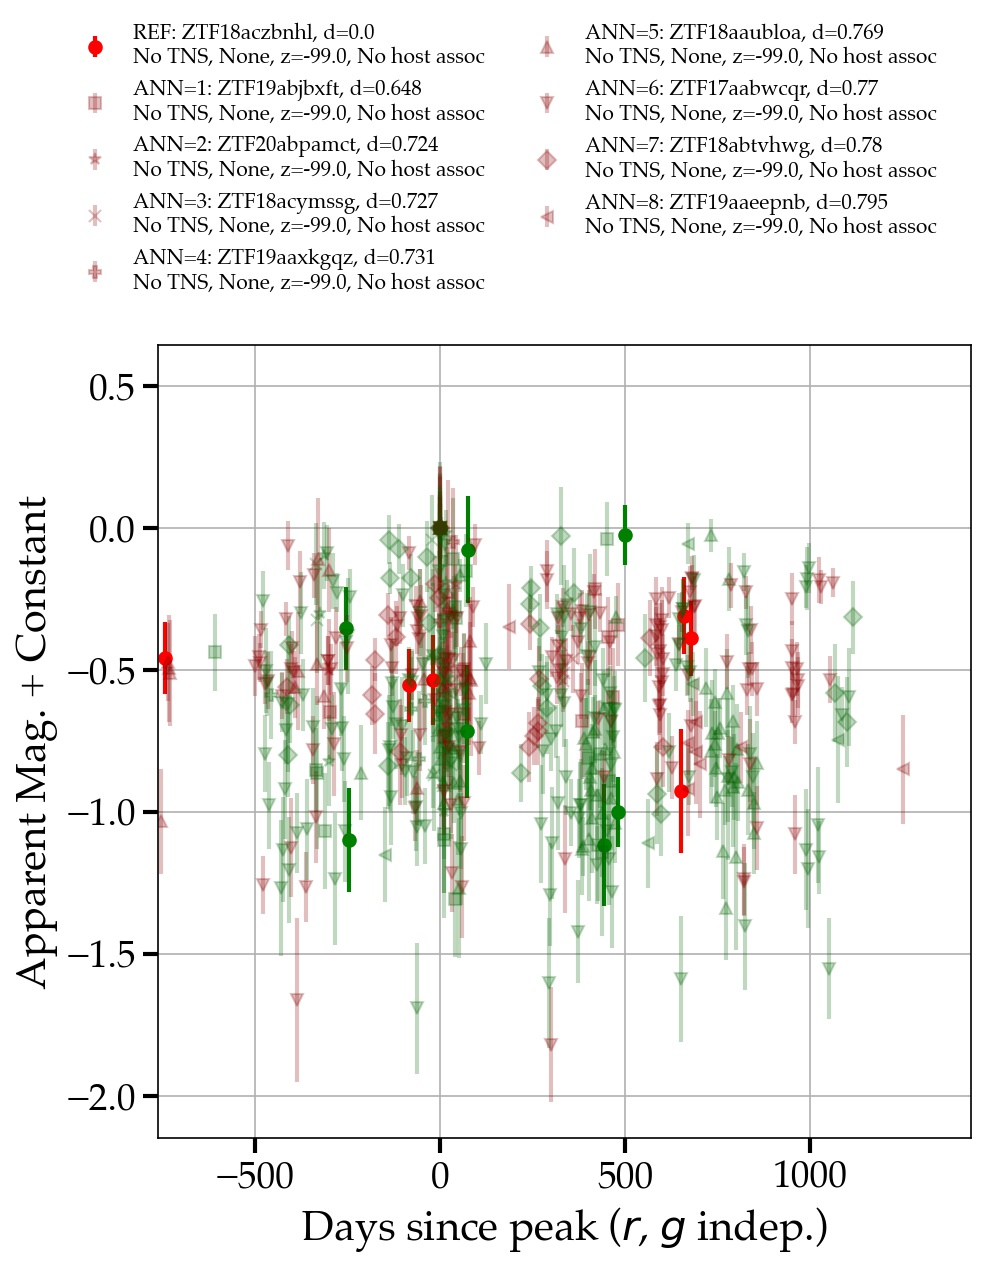 REF: ZTF18aczbnhl, d=0.0
No TNS, None, z=-99.0, No host assoc
ANN=1: ZTF19abjbxft, d=0.648
No TNS, None, z=-99.0, No host assoc
ANN=2: ZTF20abpamct, d=0.724
No TNS, None, z=-99.0, No host assoc
ANN=3: ZTF18acymssg, d=0.727
No TNS, None, z=-99.0, No host assoc
ANN=4: ZTF19aaxkgqz, d=0.731
No TNS, None, z=-99.0, No host assoc
ANN=5: ZTF18aaubloa, d=0.769
No TNS, None, z=-99.0, No host assoc
ANN=6: ZTF17aabwcqr, d=0.77
No TNS, None, z=-99.0, No host assoc
ANN=7: ZTF18abtvhwg, d=0.78
No TNS, None, z=-99.0, No host assoc
ANN=8: ZTF19aaeepnb, d=0.795
No TNS, None, z=-99.0, No host assoc
Apparent Mag. + Constant
0.5
0.0
−0.5
−1.0
−1.5
−2.0
−500
0
500
1000
Days since peak (r, g indep.)